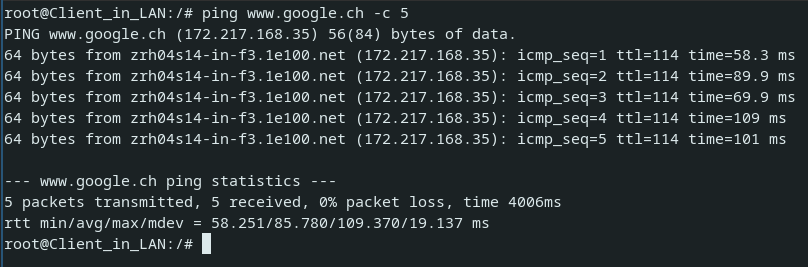 root@Client_in_LAN:/# ping www.google.ch -c 5
PING www.google.ch (172.217.168.35) 56(84) bytes of data.
64 bytes from zrh04s14-in-f3.1e100.net (172.217.168.35): icmp_seq=1 ttl=114 time=58.3 ms
64 bytes from zrh04s14-in-f3.1e100.net (172.217.168.35): icmp_seq=2 ttl=114 time=89.9 ms
64 bytes from zrh04s14-in-f3.1e100.net (172.217.168.35): icmp_seq=3 ttl=114 time=69.9 ms
64 bytes from zrh04s14-in-f3.1e100.net (172.217.168.35): icmp_seq=4 ttl=114 time=109 ms
64 bytes from zrh04s14-in-f3.1e100.net (172.217.168.35): icmp_seq=5 ttl=114 time=101 ms

--- www.google.ch ping statistics ---
5 packets transmitted, 5 received, 0% packet loss, time 4006ms
rtt min/avg/max/mdev = 58.251/85.780/109.370/19.137 ms
root@Client_in_LAN:/#